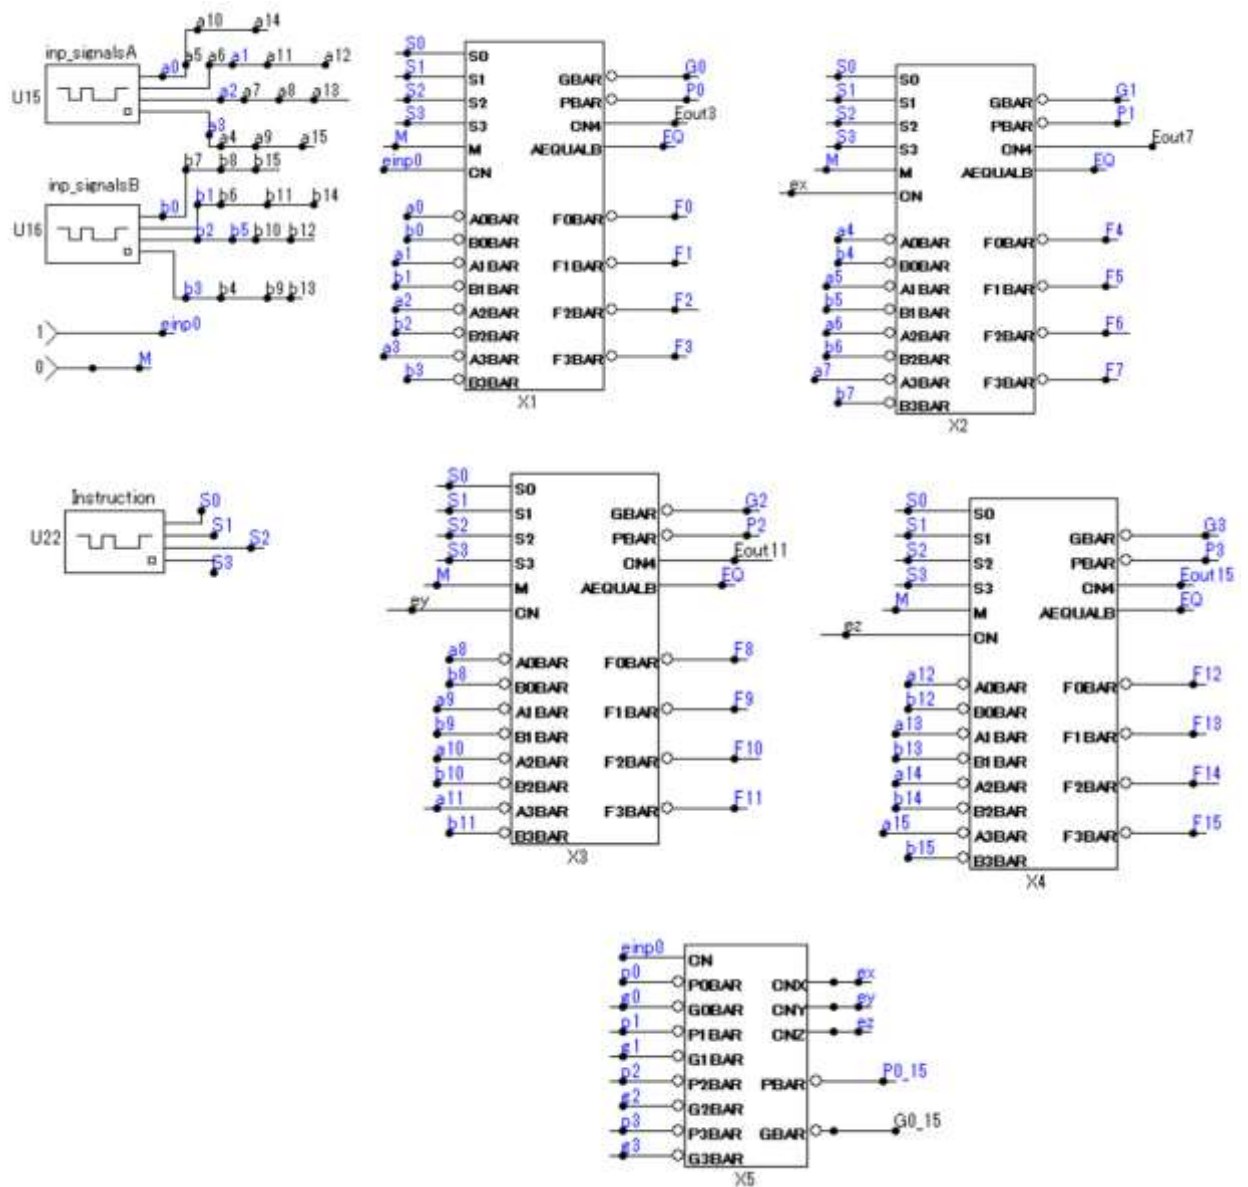 a10 a14
inp_signalsA
a0 a5 a6 a1 a11 a12
U15
a2 a7 a8 a13
a3 a4 a9 a15
b7 b8 b15
inp_signalsB
b0 b1 b6 b11 b14
U16
b2 b5 b10 b12
b3 b4 b9 b13
1 einp0
0 M
S0 S0
S1 S1 GBAR G0
S2 S2 PBAR P0
S3 S3 CN4 Eout3
M M AEQUALB EQ
einp0 CN
a0 A0BAR F0BAR F0
b0 B0BAR
a1 A1BAR F1BAR F1
b1 B1BAR
a2 A2BAR F2BAR F2
b2 B2BAR
a3 A3BAR F3BAR F3
b3 B3BAR
X1
S0 S0
S1 S1 GBAR G1
S2 S2 PBAR P1
S3 S3 CN4 Eout7
M M AEQUALB EQ
ex CN
a4 A0BAR F0BAR F4
b4 B0BAR
a5 A1BAR F1BAR F5
b5 B1BAR
a6 A2BAR F2BAR F6
b6 B2BAR
a7 A3BAR F3BAR F7
b7 B3BAR
X2
Instruction
S0
U22 S1
S2
S3
S0 S0
S1 S1 GBAR G2
S2 S2 PBAR P2
S3 S3 CN4 Eout11
M M AEQUALB EQ
ey CN
a8 A0BAR F0BAR F8
b8 B0BAR
a9 A1BAR F1BAR F9
b9 B1BAR
a10 A2BAR F2BAR F10
b10 B2BAR
a11 A3BAR F3BAR F11
b11 B3BAR
X3
S0 S0
S1 S1 GBAR G3
S2 S2 PBAR P3
S3 S3 CN4 Eout15
M M AEQUALB EQ
ez CN
a12 A0BAR F0BAR F12
b12 B0BAR
a13 A1BAR F1BAR F13
b13 B1BAR
a14 A2BAR F2BAR F14
b14 B2BAR
a15 A3BAR F3BAR F15
b15 B3BAR
X4
einp0 CN
p0 P0BAR CNX ex
g0 G0BAR CNY ey
p1 P1BAR CNZ ez
g1 G1BAR
p2 P2BAR PBAR P0_15
g2 G2BAR
p3 P3BAR GBAR G0_15
g3 G3BAR
X5